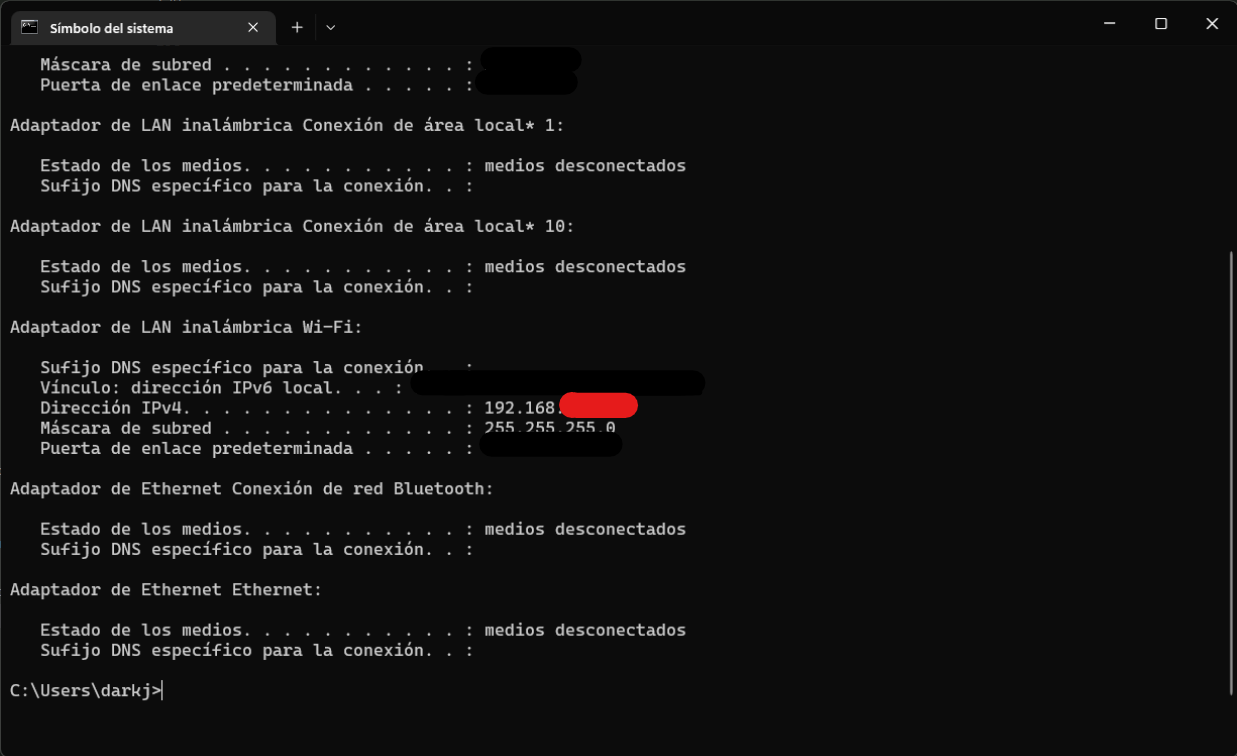 Símbolo del sistema
Máscara de subred . . . . . . . . . . . . :
Puerta de enlace predeterminada . . . . . :
Adaptador de LAN inalámbrica Conexión de área local* 1:
Estado de los medios. . . . . . . . . . . : medios desconectados
Sufijo DNS específico para la conexión. . :
Adaptador de LAN inalámbrica Conexión de área local* 10:
Estado de los medios. . . . . . . . . . . : medios desconectados
Sufijo DNS específico para la conexión. . :
Adaptador de LAN inalámbrica Wi-Fi:
Sufijo DNS específico para la conexión. . :
Vínculo: dirección IPv6 local. . . :
Dirección IPv4. . . . . . . . . . . . . . : 192.168.
Máscara de subred . . . . . . . . . . . . : 255.255.255.0
Puerta de enlace predeterminada . . . . . :
Adaptador de Ethernet Conexión de red Bluetooth:
Estado de los medios. . . . . . . . . . . : medios desconectados
Sufijo DNS específico para la conexión. . :
Adaptador de Ethernet Ethernet:
Estado de los medios. . . . . . . . . . . : medios desconectados
Sufijo DNS específico para la conexión. . :
C:\Users\darkj>